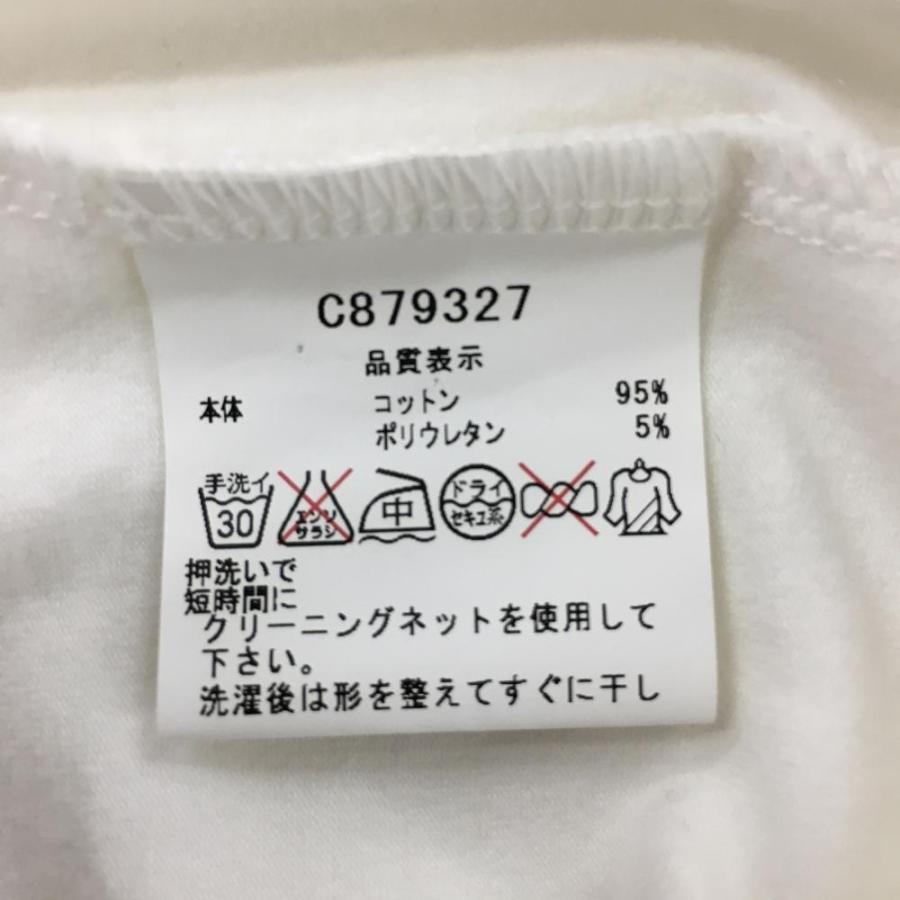 C879327
品質表示
本体 コットン 95%
ポリウレタン 5%
手洗イ
30
エンソ
サラシ
中
ドライ
セキユ系
押洗いで
短時間に
クリーニングネットを使用して
下さい。
洗濯後は形を整えてすぐに干し